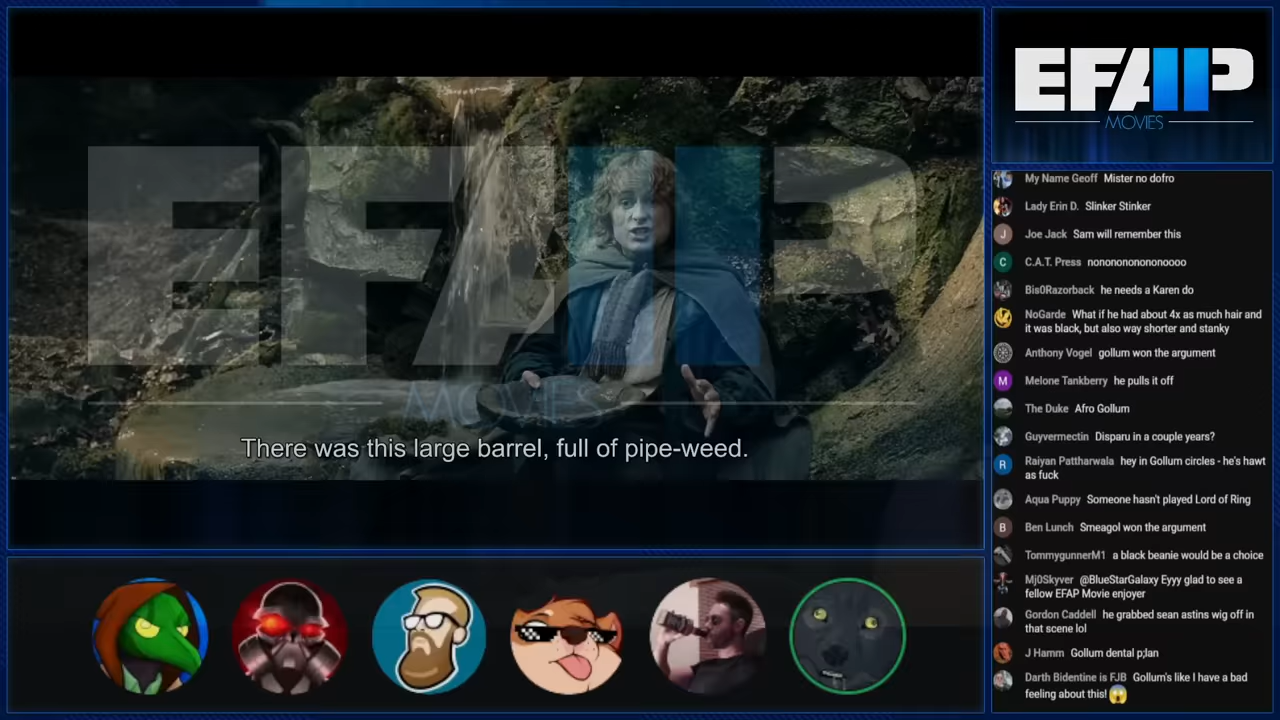 EFAP
MOVIES
There was this large barrel, full of pipe-weed.
EFAP
MOVIES
My Name Geoff Mister no dofro
Lady Erin D. Slinker Stinker
J Joe Jack Sam will remember this
C C.A.T. Press nonononononoooo
Bis0Razorback he needs a Karen do
NoGarde What if he had about 4x as much hair and
it was black, but also way shorter and stanky
Anthony Vogel gollum won the argument
M Melone Tankberry he pulls it off
The Duke Afro Gollum
Guyvermectin Disparu in a couple years?
R Raiyan Pattharwala hey in Gollum circles - he's hawt
as fuck
Aqua Puppy Someone hasn't played Lord of Ring
B Ben Lunch Smeagol won the argument
TommygunnerM1 a black beanie would be a choice
Mj0Skyver @BlueStarGalaxy Eyyy glad to see a
fellow EFAP Movie enjoyer
Gordon Caddell he grabbed sean astins wig off in
that scene lol
J Hamm Gollum dental p;lan
Darth Bidentine is FJB Gollum's like I have a bad
feeling about this!